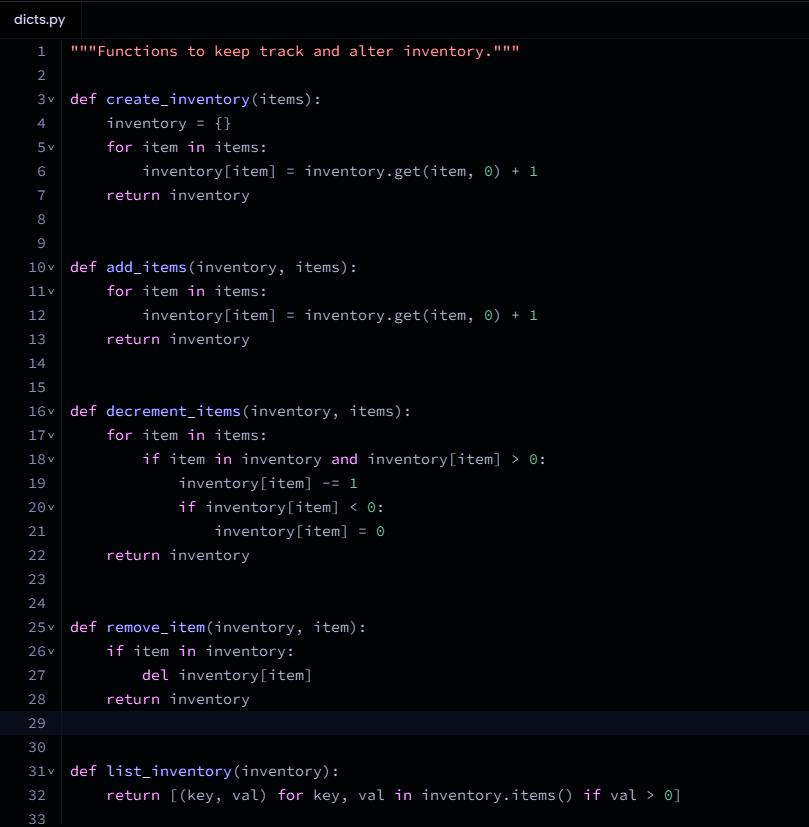 dicts.py
1 """Functions to keep track and alter inventory."""
2
3 def create_inventory(items):
4     inventory = {}
5     for item in items:
6         inventory[item] = inventory.get(item, 0) + 1
7     return inventory
8
9
10 def add_items(inventory, items):
11     for item in items:
12         inventory[item] = inventory.get(item, 0) + 1
13     return inventory
14
15
16 def decrement_items(inventory, items):
17     for item in items:
18         if item in inventory and inventory[item] > 0:
19             inventory[item] -= 1
20             if inventory[item] < 0:
21                 inventory[item] = 0
22     return inventory
23
24
25 def remove_item(inventory, item):
26     if item in inventory:
27         del inventory[item]
28     return inventory
29
30
31 def list_inventory(inventory):
32     return [(key, val) for key, val in inventory.items() if val > 0]
33